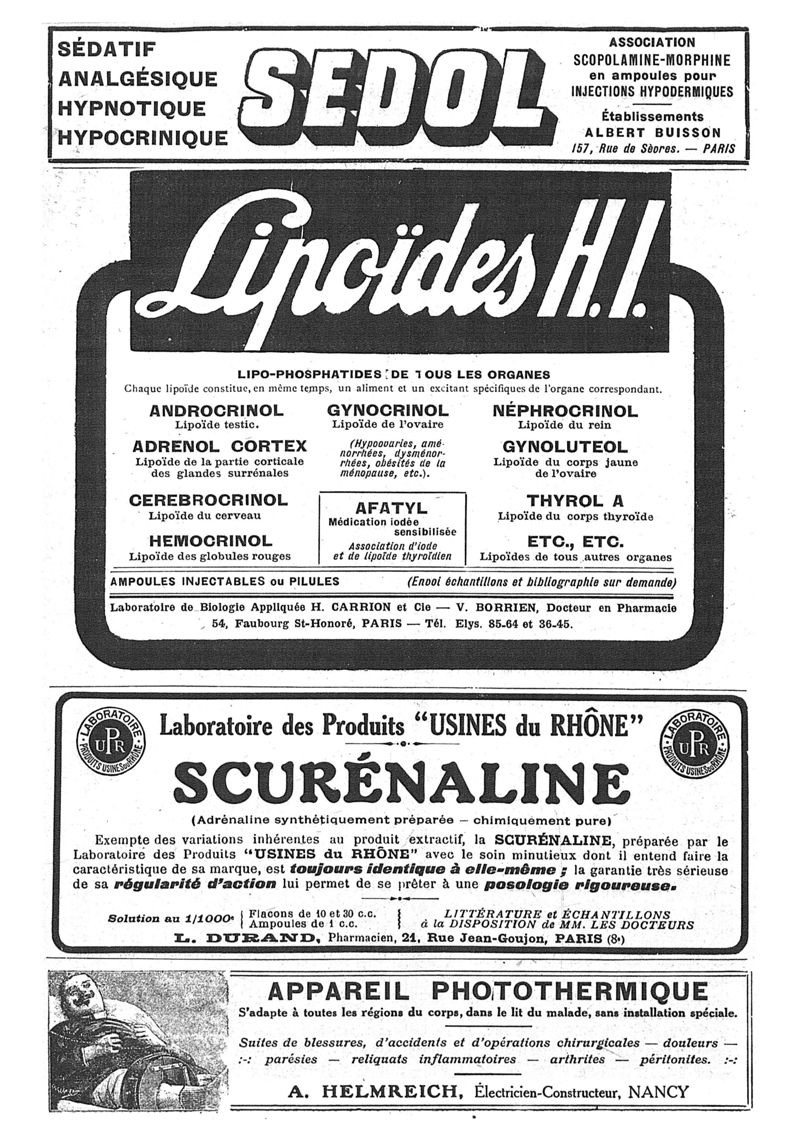 SÉDATIF
ANALGÉSIQUE
HYPNOTIQUE
HYPOCRINIQUE
SEDOL
ASSOCIATION
SCOPOLAMINE-MORPHINE
en ampoules pour
INJECTIONS HYPODERMIQUES
Établissements
ALBERT BUISSON
157, Rue de Sèvres. — PARIS
Lipoïdes H.I.
LIPO-PHOSPHATIDES DE TOUS LES ORGANES
Chaque lipoïde constitue, en même temps, un aliment et un excitant spécifiques de l'organe correspondant.
ANDROCRINOL
Lipoïde testic.
ADRENOL CORTEX
Lipoïde de la partie corticale
des glandes surrénales
CEREBROCRINOL
Lipoïde du cerveau
HEMOCRINOL
Lipoïde des globules rouges
GYNOCRINOL
Lipoïde de l'ovaire
(Hypoovaries, amé-
norrhées, dysménor-
rhées, obésités de la
ménopause, etc.).
AFATYL
Médication iodée
sensibilisée
Association d'iode
et de lipoïde thyroïdien
NÉPHROCRINOL
Lipoïde du rein
GYNOLUTEOL
Lipoïde du corps jaune
de l'ovaire
THYROL A
Lipoïde du corps thyroïde
ETC., ETC.
Lipoïdes de tous autres organes
AMPOULES INJECTABLES ou PILULES (Envoi échantillons et bibliographie sur demande)
Laboratoire de Biologie Appliquée H. CARRION et Cie — V. BORRIEN, Docteur en Pharmacie
54, Faubourg St-Honoré, PARIS — Tél. Elys. 85-64 et 36-45.
LABORATOIRE
UPR
PRODUITS USINES du RHÔNE
Laboratoire des Produits "USINES du RHÔNE"
LABORATOIRE
UPR
PRODUITS USINES du RHÔNE
SCURÉNALINE
(Adrénaline synthétiquement préparée — chimiquement pure)
Exempte des variations inhérentes au produit extractif, la SCURÉNALINE, préparée par le
Laboratoire des Produits "USINES du RHÔNE" avec le soin minutieux dont il entend faire la
caractéristique de sa marque, est toujours identique à elle-même ; la garantie très sérieuse
de sa régularité d'action lui permet de se prêter à une posologie rigoureuse.
Solution au 1/1000e
Flacons de 10 et 30 c.c.
Ampoules de 1 c.c.
LITTÉRATURE et ÉCHANTILLONS
à la DISPOSITION de MM. LES DOCTEURS
L. DURAND, Pharmacien, 21, Rue Jean-Goujon, PARIS (8e)
APPAREIL PHOTOTHERMIQUE
S'adapte à toutes les régions du corps, dans le lit du malade, sans installation spéciale.
Suites de blessures, d'accidents et d'opérations chirurgicales — douleurs —
:-: parésies — reliquats inflammatoires — arthrites — péritonites. :-:
A. HELMREICH, Électricien-Constructeur, NANCY